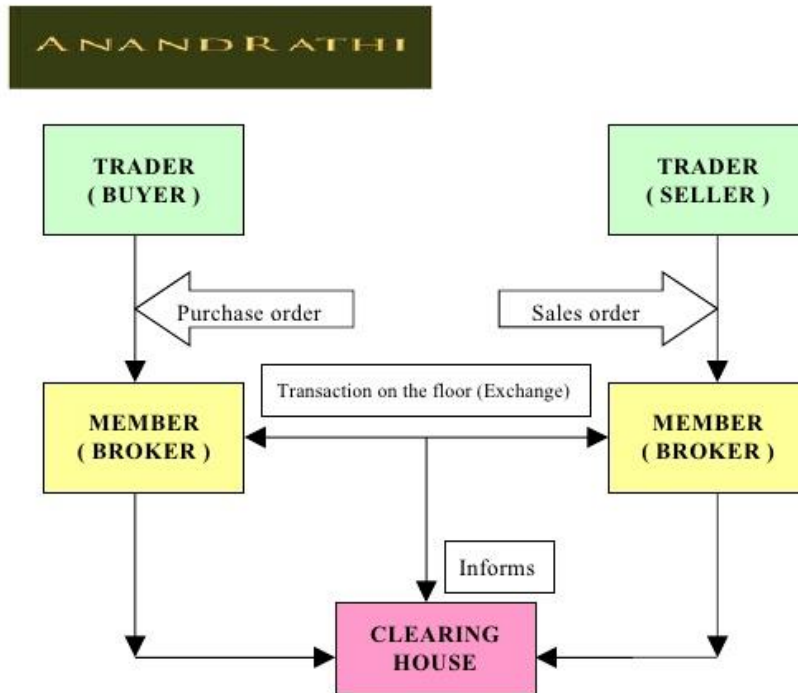 ANANDRATHI
TRADER
( BUYER )
TRADER
( SELLER )
Purchase order
Sales order
Transaction on the floor (Exchange)
MEMBER
( BROKER )
MEMBER
( BROKER )
Informs
CLEARING
HOUSE